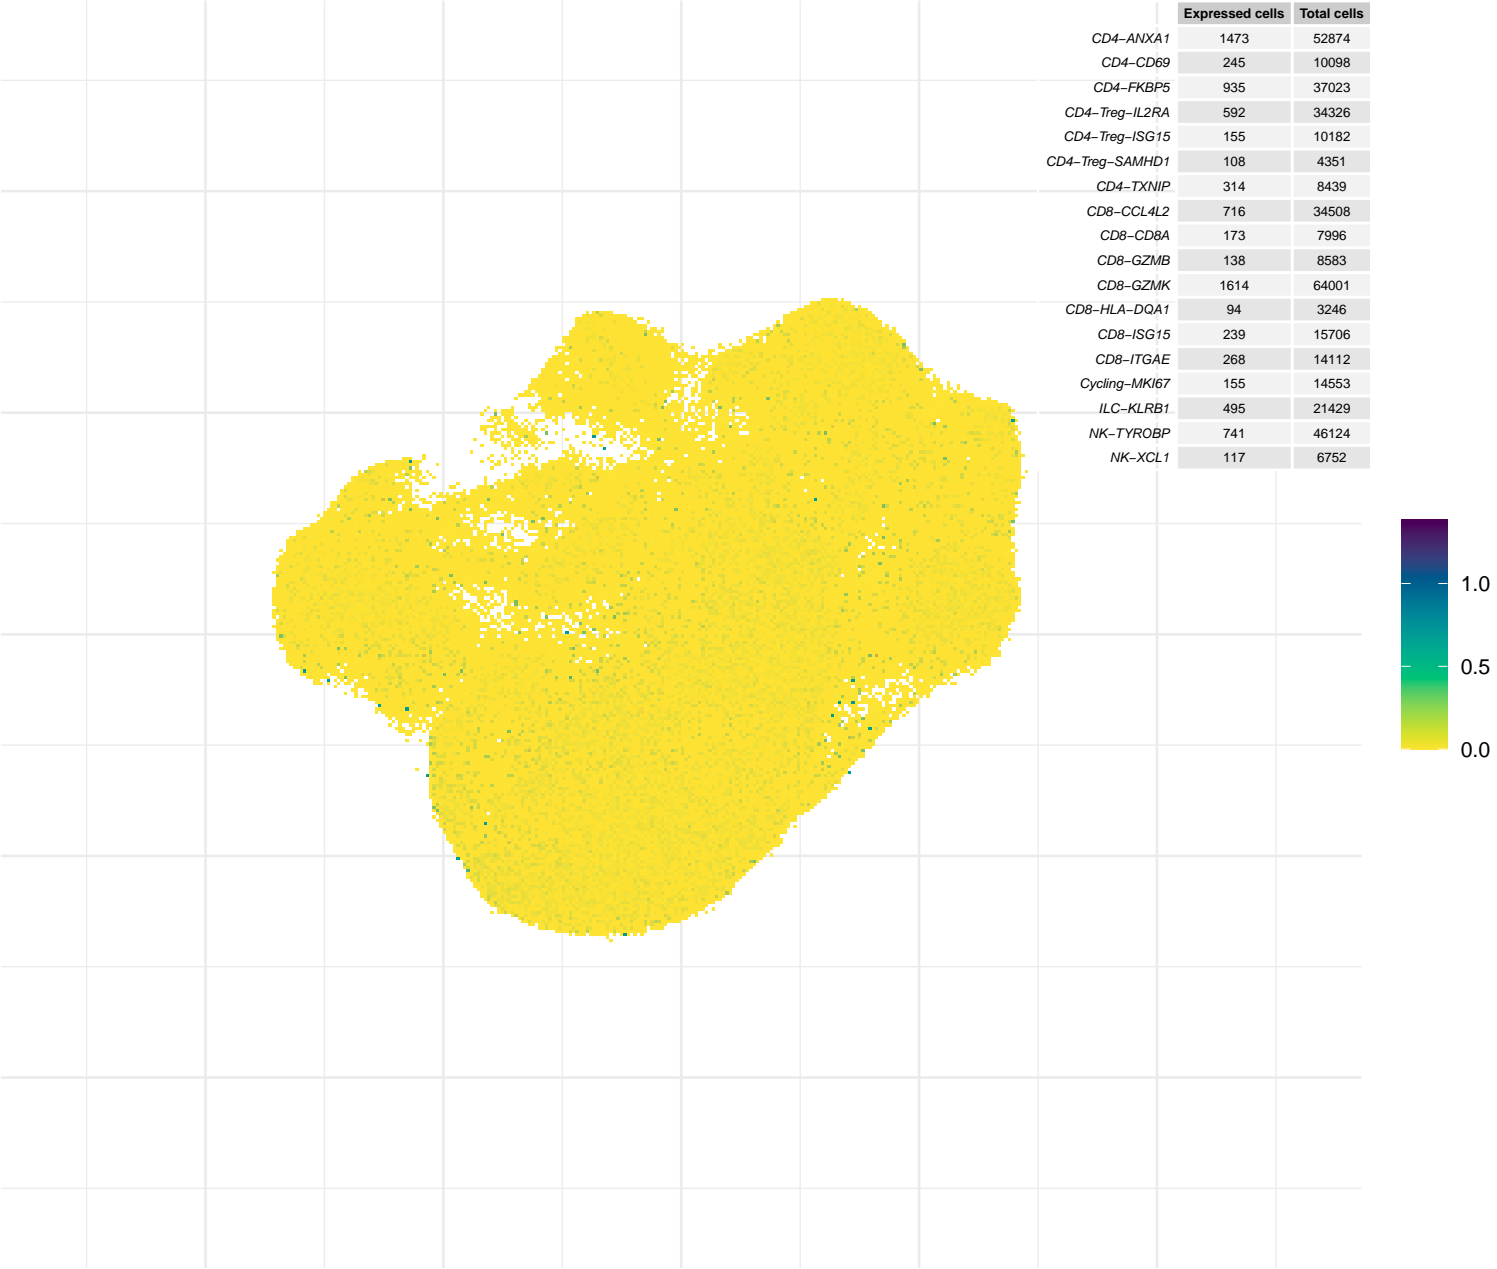 Expressed cells Total cells
CD4−ANXA1 1473 52874
CD4−CD69 245 10098
CD4−FKBP5 935 37023
CD4−Treg−IL2RA 592 34326
CD4−Treg−ISG15 155 10182
CD4−Treg−SAMHD1 108 4351
CD4−TXNIP 314 8439
CD8−CCL4L2 716 34508
CD8−CD8A 173 7996
CD8−GZMB 138 8583
CD8−GZMK 1614 64001
CD8−HLA−DQA1 94 3246
CD8−ISG15 239 15706
CD8−ITGAE 268 14112
Cycling−MKI67 155 14553
ILC−KLRB1 495 21429
NK−TYROBP 741 46124
NK−XCL1 117 6752
1.0
0.5
0.0